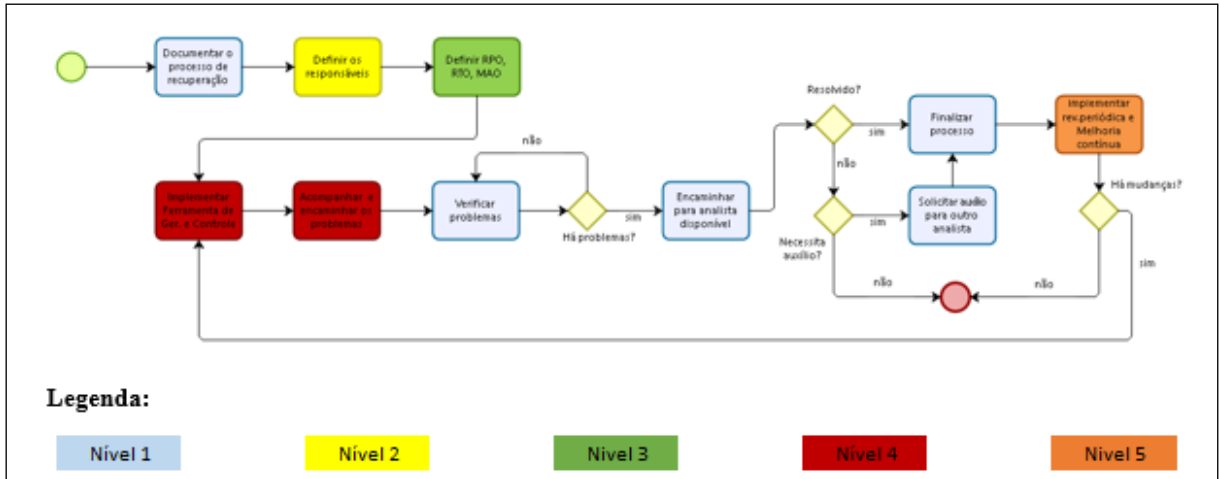 Documentar o
processo de
recuperação
Definir os
responsáveis
Definir RPO,
RTO, MAO
Resolvido?
sim
não
Finalizar
processo
Implementar
rev.periódica e
Melhoria
contínua
Implementar
Ferramenta de
Ger. e Controle
Acompanhar e
encaminhar os
problemas
Verificar
problemas
não
sim
Há problemas?
Encaminhar
para analista
disponível
Necessita
auxílio?
sim
não
Solicitar auxílio
para outro
analista
Há mudanças?
não
sim
Legenda:
Nível 1
Nível 2
Nível 3
Nível 4
Nível 5